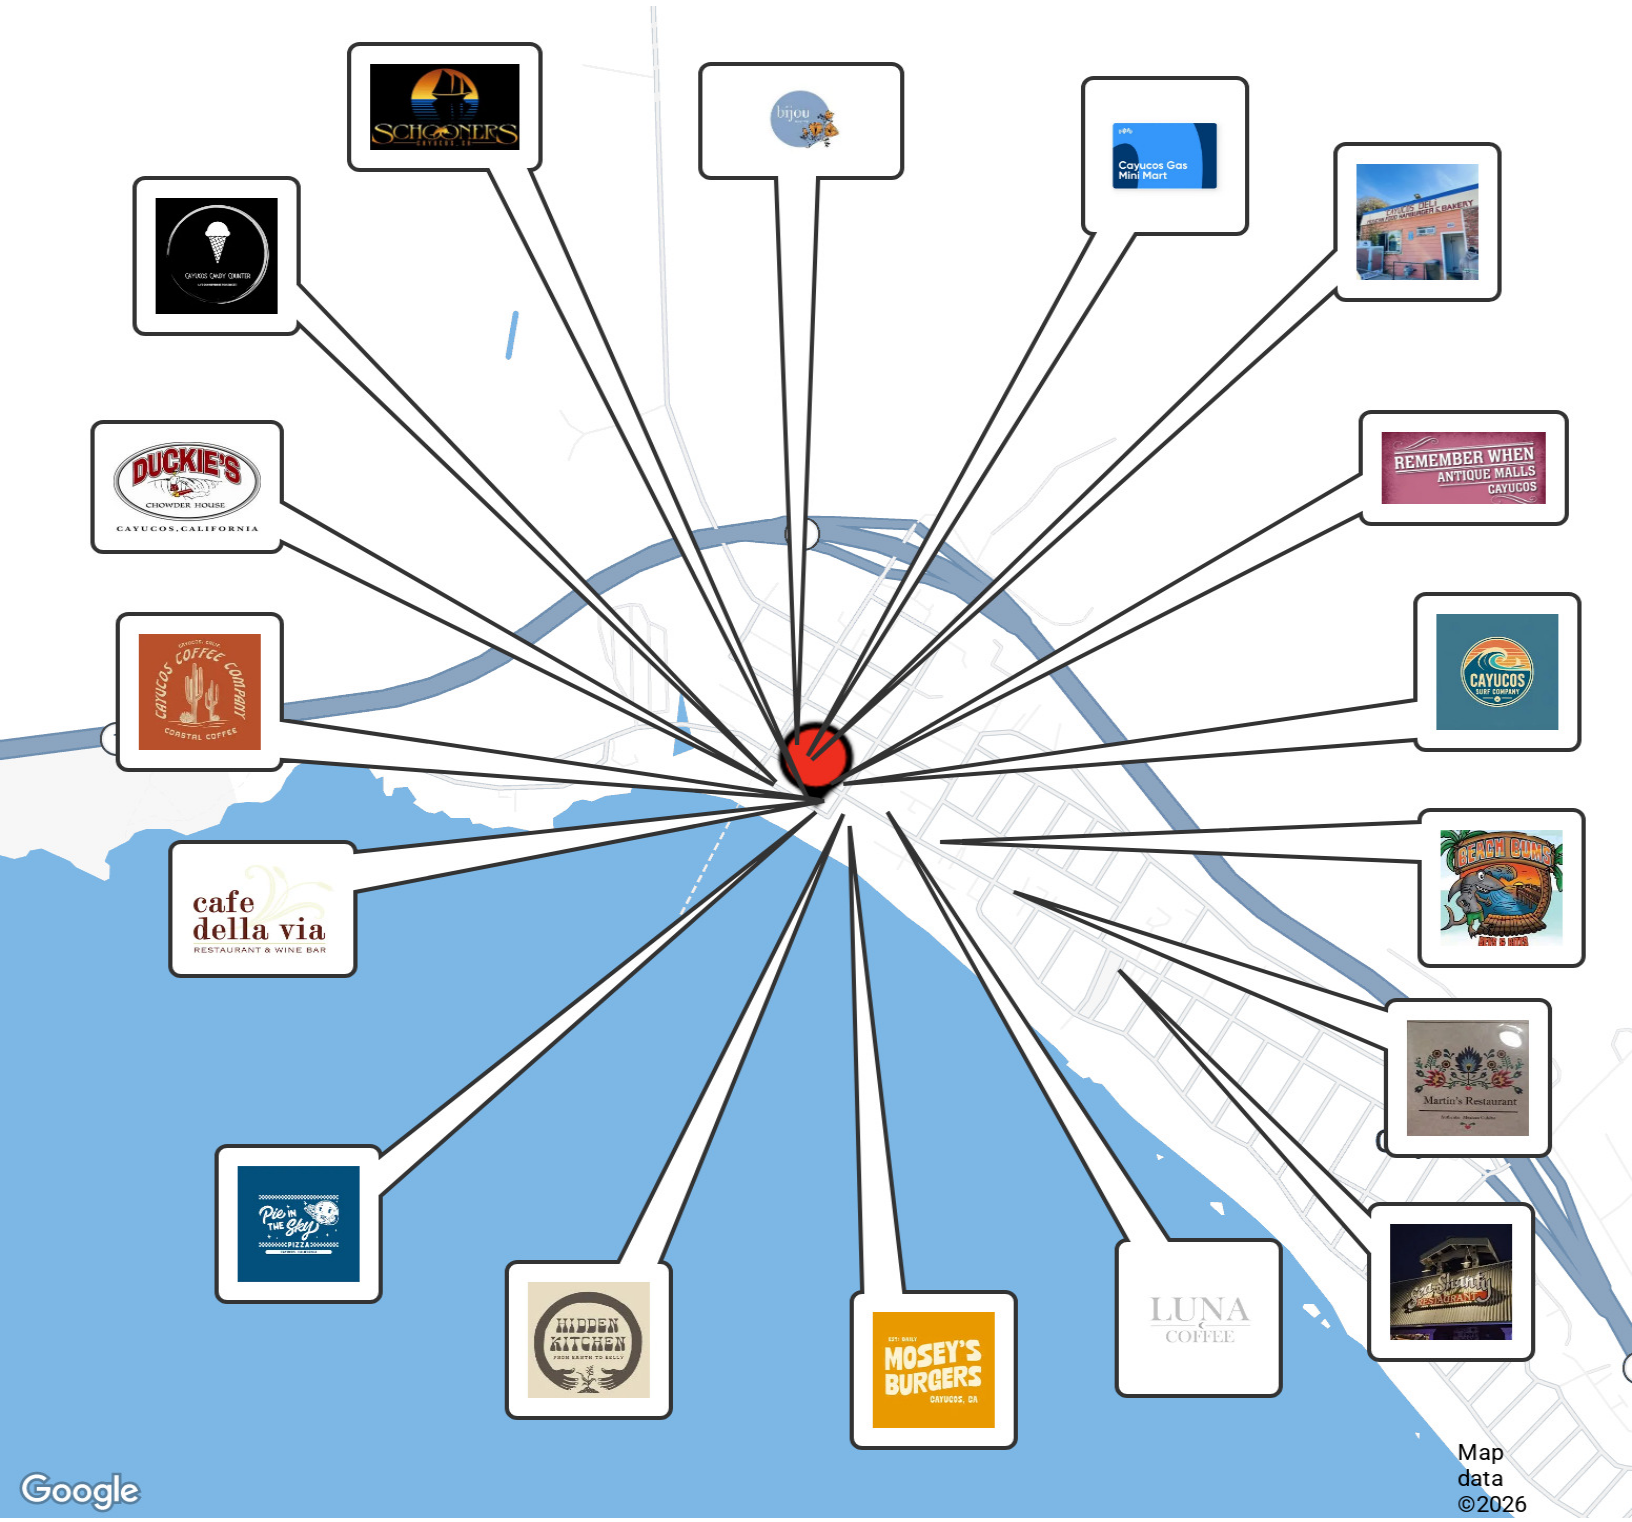 SCHOONERS
CAYUCOS, CA
bijou
Cayucos Gas
Mini Mart
CAYUCOS DELI
CAYUCOS CANDY COUNTER
DUCKIE'S
CHOWDER HOUSE
CAYUCOS, CALIFORNIA
REMEMBER WHEN
ANTIQUE MALLS
CAYUCOS
CAYUCOS COFFEE COMPANY
COASTAL COFFEE
CAYUCOS
SURF COMPANY
cafe
della via
RESTAURANT & WINE BAR
BEACH BUMS
Martin's Restaurant
Pie IN
THE Sky
PIZZA
HIDDEN
KITCHEN
FROM EARTH TO BELLY
MOSEY'S
BURGERS
CAYUCOS, CA
LUNA
COFFEE
Sea Shanty
RESTAURANT
Google
Map
data
©2026